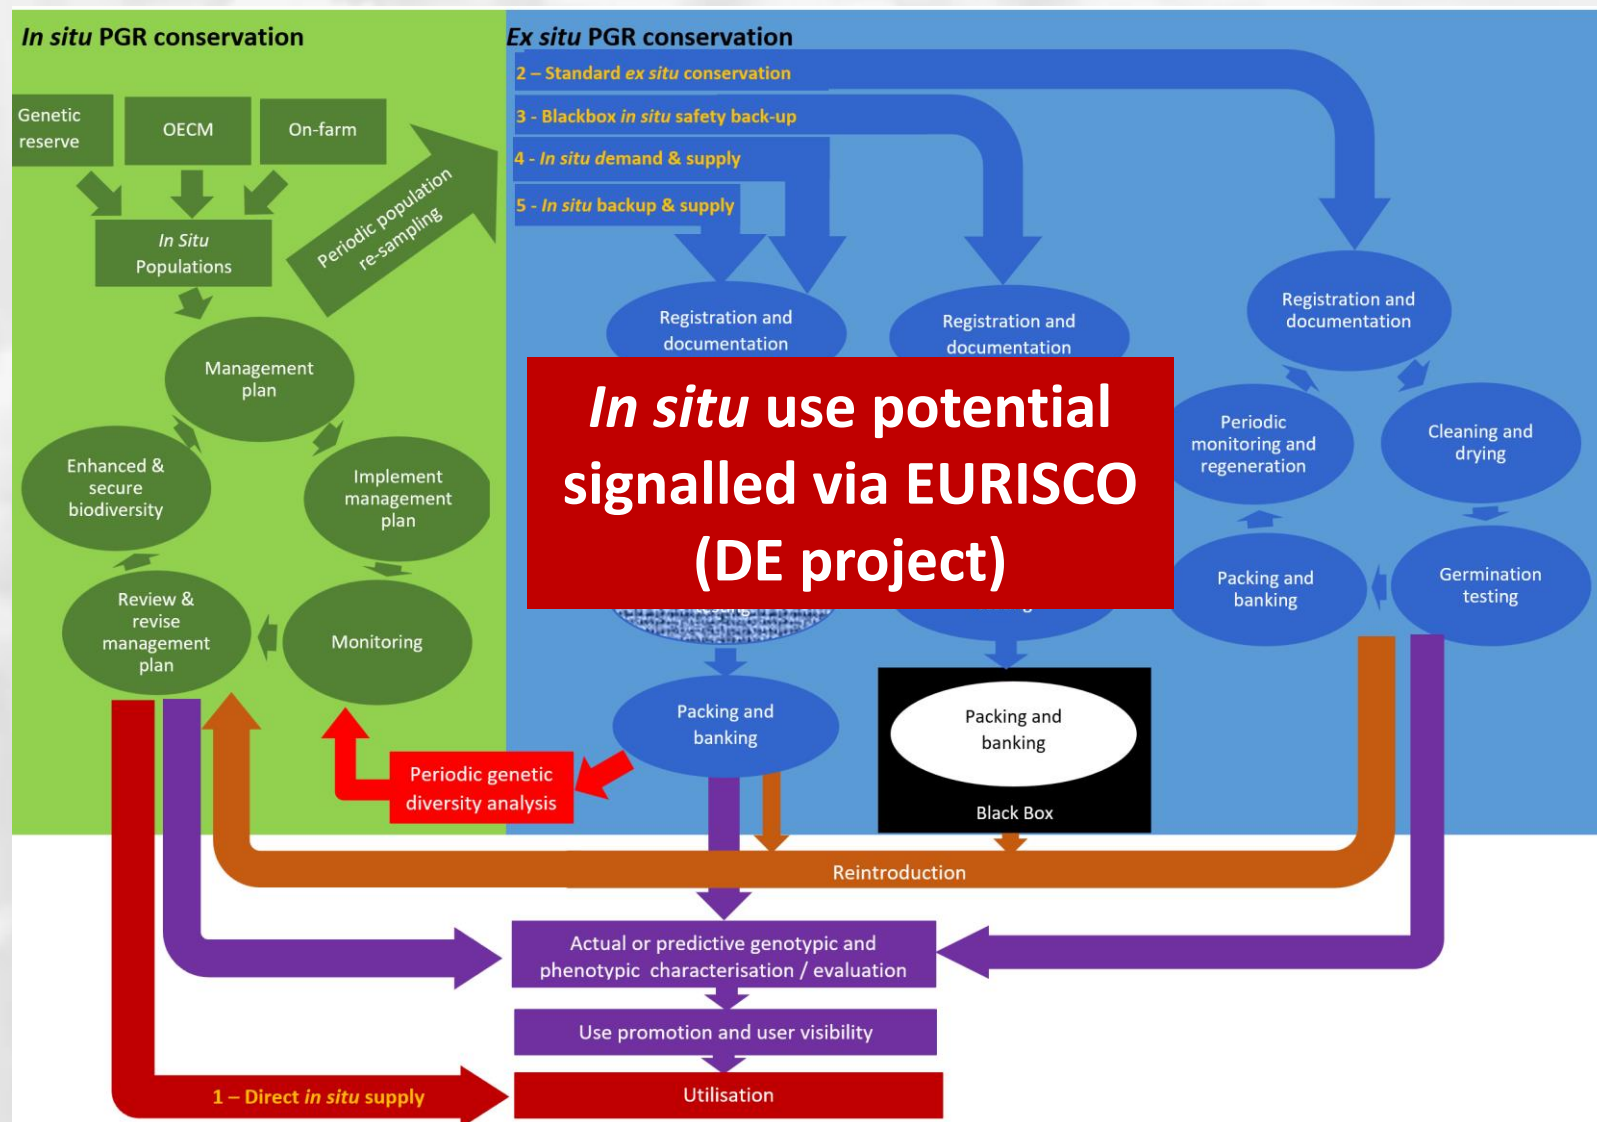 In situ PGR conservation
Genetic
reserve
OECM
On-farm
In Situ
Populations
Periodic population
re-sampling
Management
plan
Implement
management
plan
Monitoring
Review &
revise
management
plan
Enhanced &
secure
biodiversity
Ex situ PGR conservation
2 – Standard ex situ conservation
3 - Blackbox in situ safety back-up
4 - In situ demand & supply
5 - In situ backup & supply
Registration and
documentation
Registration and
documentation
Registration and
documentation
In situ use potential
signalled via EURISCO
(DE project)
Periodic
monitoring and
regeneration
Cleaning and
drying
Packing and
banking
Germination
testing
Packing and
banking
Packing and
banking
Black Box
Periodic genetic
diversity analysis
Reintroduction
Actual or predictive genotypic and
phenotypic characterisation / evaluation
Use promotion and user visibility
1 – Direct in situ supply
Utilisation